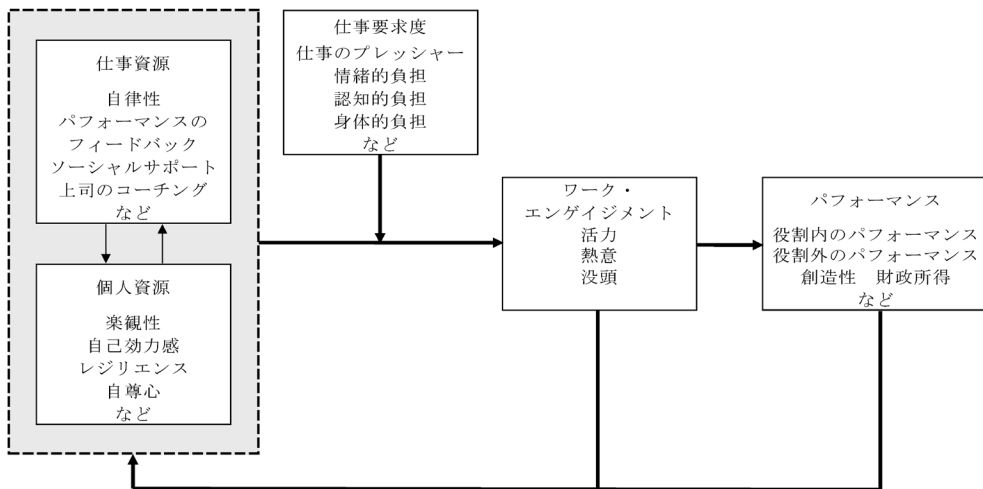 仕事資源
自律性
パフォーマンスの
フィードバック
ソーシャルサポート
上司のコーチング
など
個人資源
楽観性
自己効力感
レジリエンス
自尊心
など
仕事要求度
仕事のプレッシャー
情緒的負担
認知的負担
身体的負担
など
ワーク・
エンゲイジメント
活力
熱意
没頭
パフォーマンス
役割内のパフォーマンス
役割外のパフォーマンス
創造性　財政所得
など